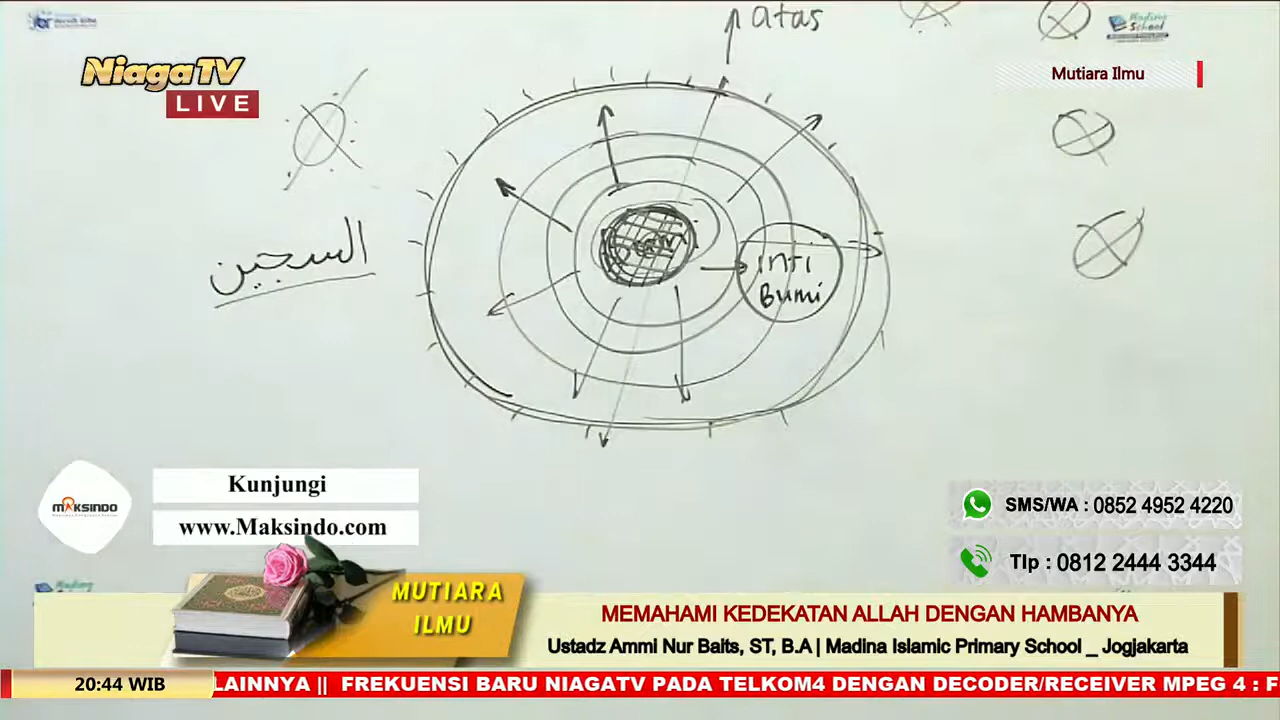 atas
Mading
School
NiagaTV
LIVE
Mutiara Ilmu
السجين
Inti
Bumi
Kunjungi
MAKSINDO
www.Maksindo.com
SMS/WA : 0852 4952 4220
Tlp : 0812 2444 3344
MUTIARA
ILMU
MEMAHAMI KEDEKATAN ALLAH DENGAN HAMBANYA
Ustadz Ammi Nur Baits, ST, B.A | Madina Islamic Primary School _ Jogjakarta
20:44 WIB
LAINNYA || FREKUENSI BARU NIAGATV PADA TELKOM4 DENGAN DECODER/RECEIVER MPEG 4 : F